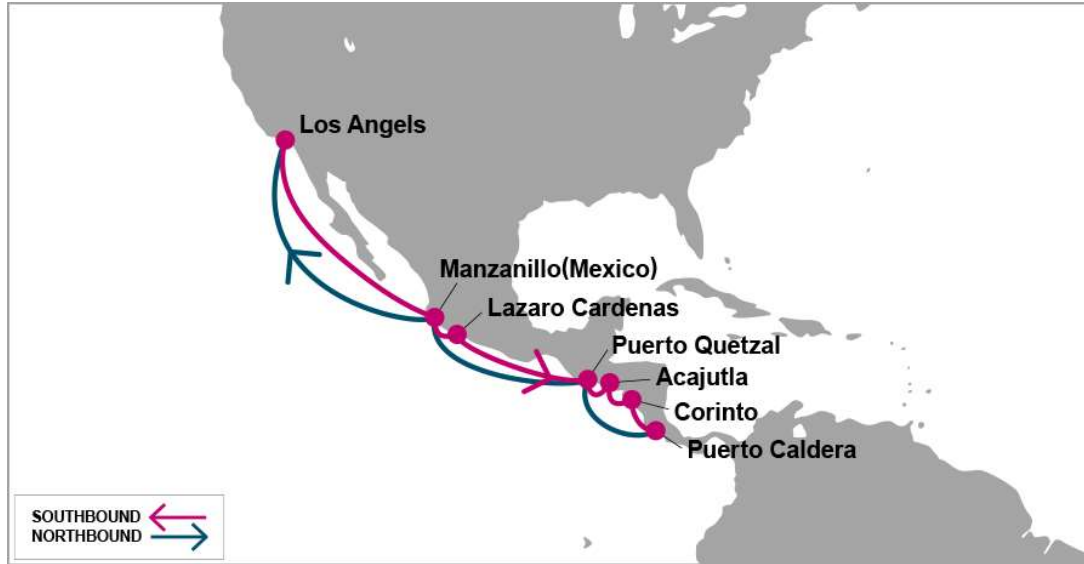 Los Angels
Manzanillo(Mexico)
Lazaro Cardenas
Puerto Quetzal
Acajutla
Corinto
Puerto Caldera
SOUTHBOUND
NORTHBOUND